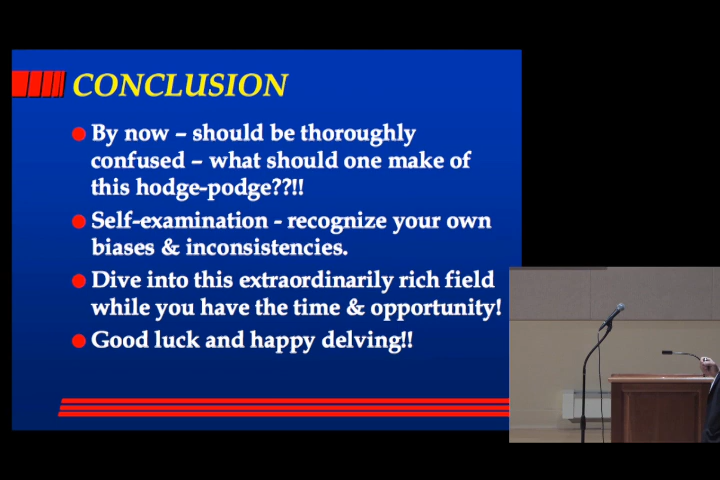 CONCLUSION
By now – should be thoroughly
confused – what should one make of
this hodge-podge??!!
Self-examination - recognize your own
biases & inconsistencies.
Dive into this extraordinarily rich field
while you have the time & opportunity!
Good luck and happy delving!!